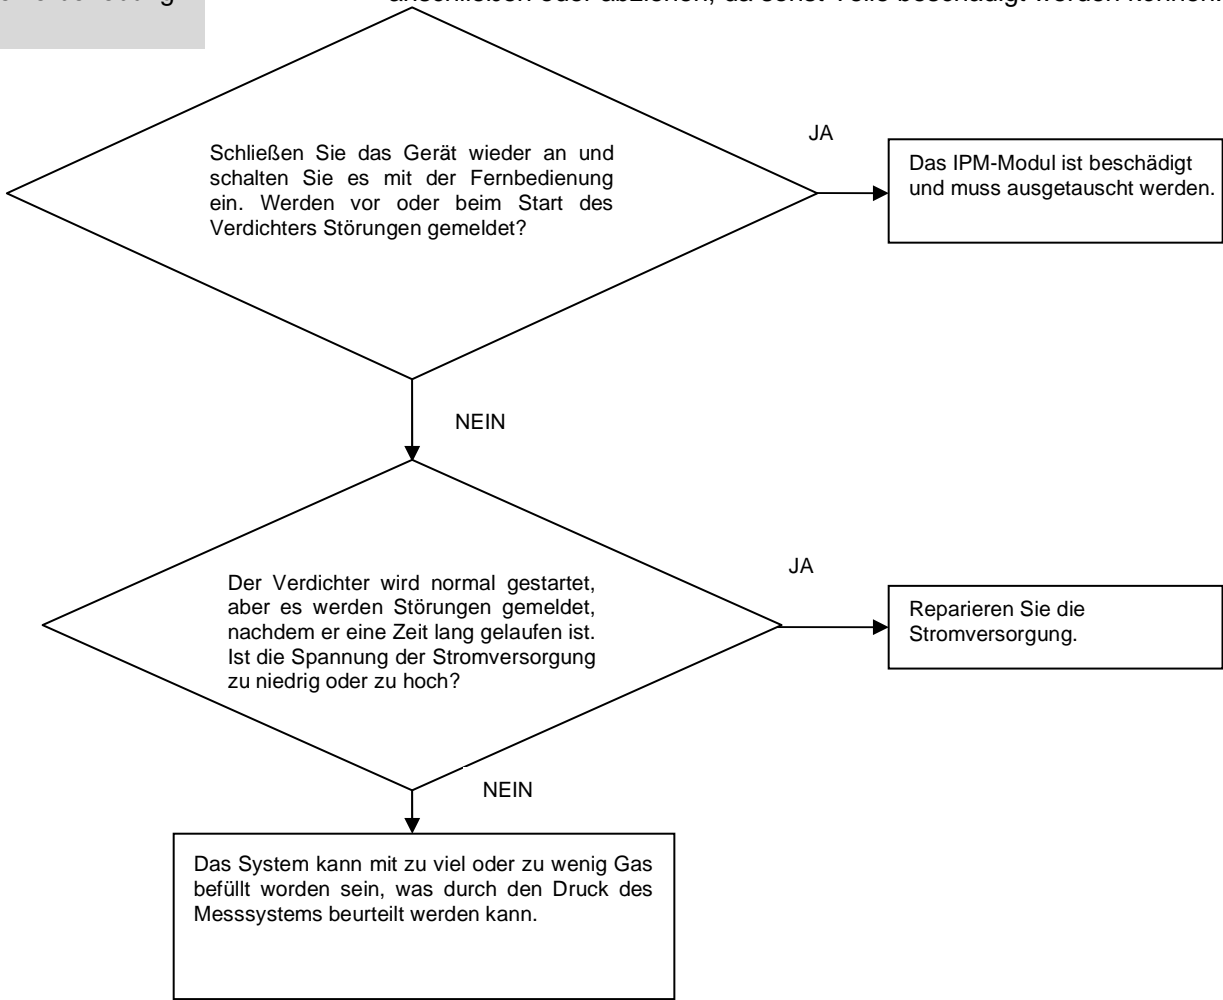 anschließen oder abziehen, da sonst Teile beschädigt werden können.
Schließen Sie das Gerät wieder an und
schalten Sie es mit der Fernbedienung
ein. Werden vor oder beim Start des
Verdichters Störungen gemeldet?
JA
Das IPM-Modul ist beschädigt
und muss ausgetauscht werden.
NEIN
Der Verdichter wird normal gestartet,
aber es werden Störungen gemeldet,
nachdem er eine Zeit lang gelaufen ist.
Ist die Spannung der Stromversorgung
zu niedrig oder zu hoch?
JA
Reparieren Sie die
Stromversorgung.
NEIN
Das System kann mit zu viel oder zu wenig Gas
befüllt worden sein, was durch den Druck des
Messsystems beurteilt werden kann.